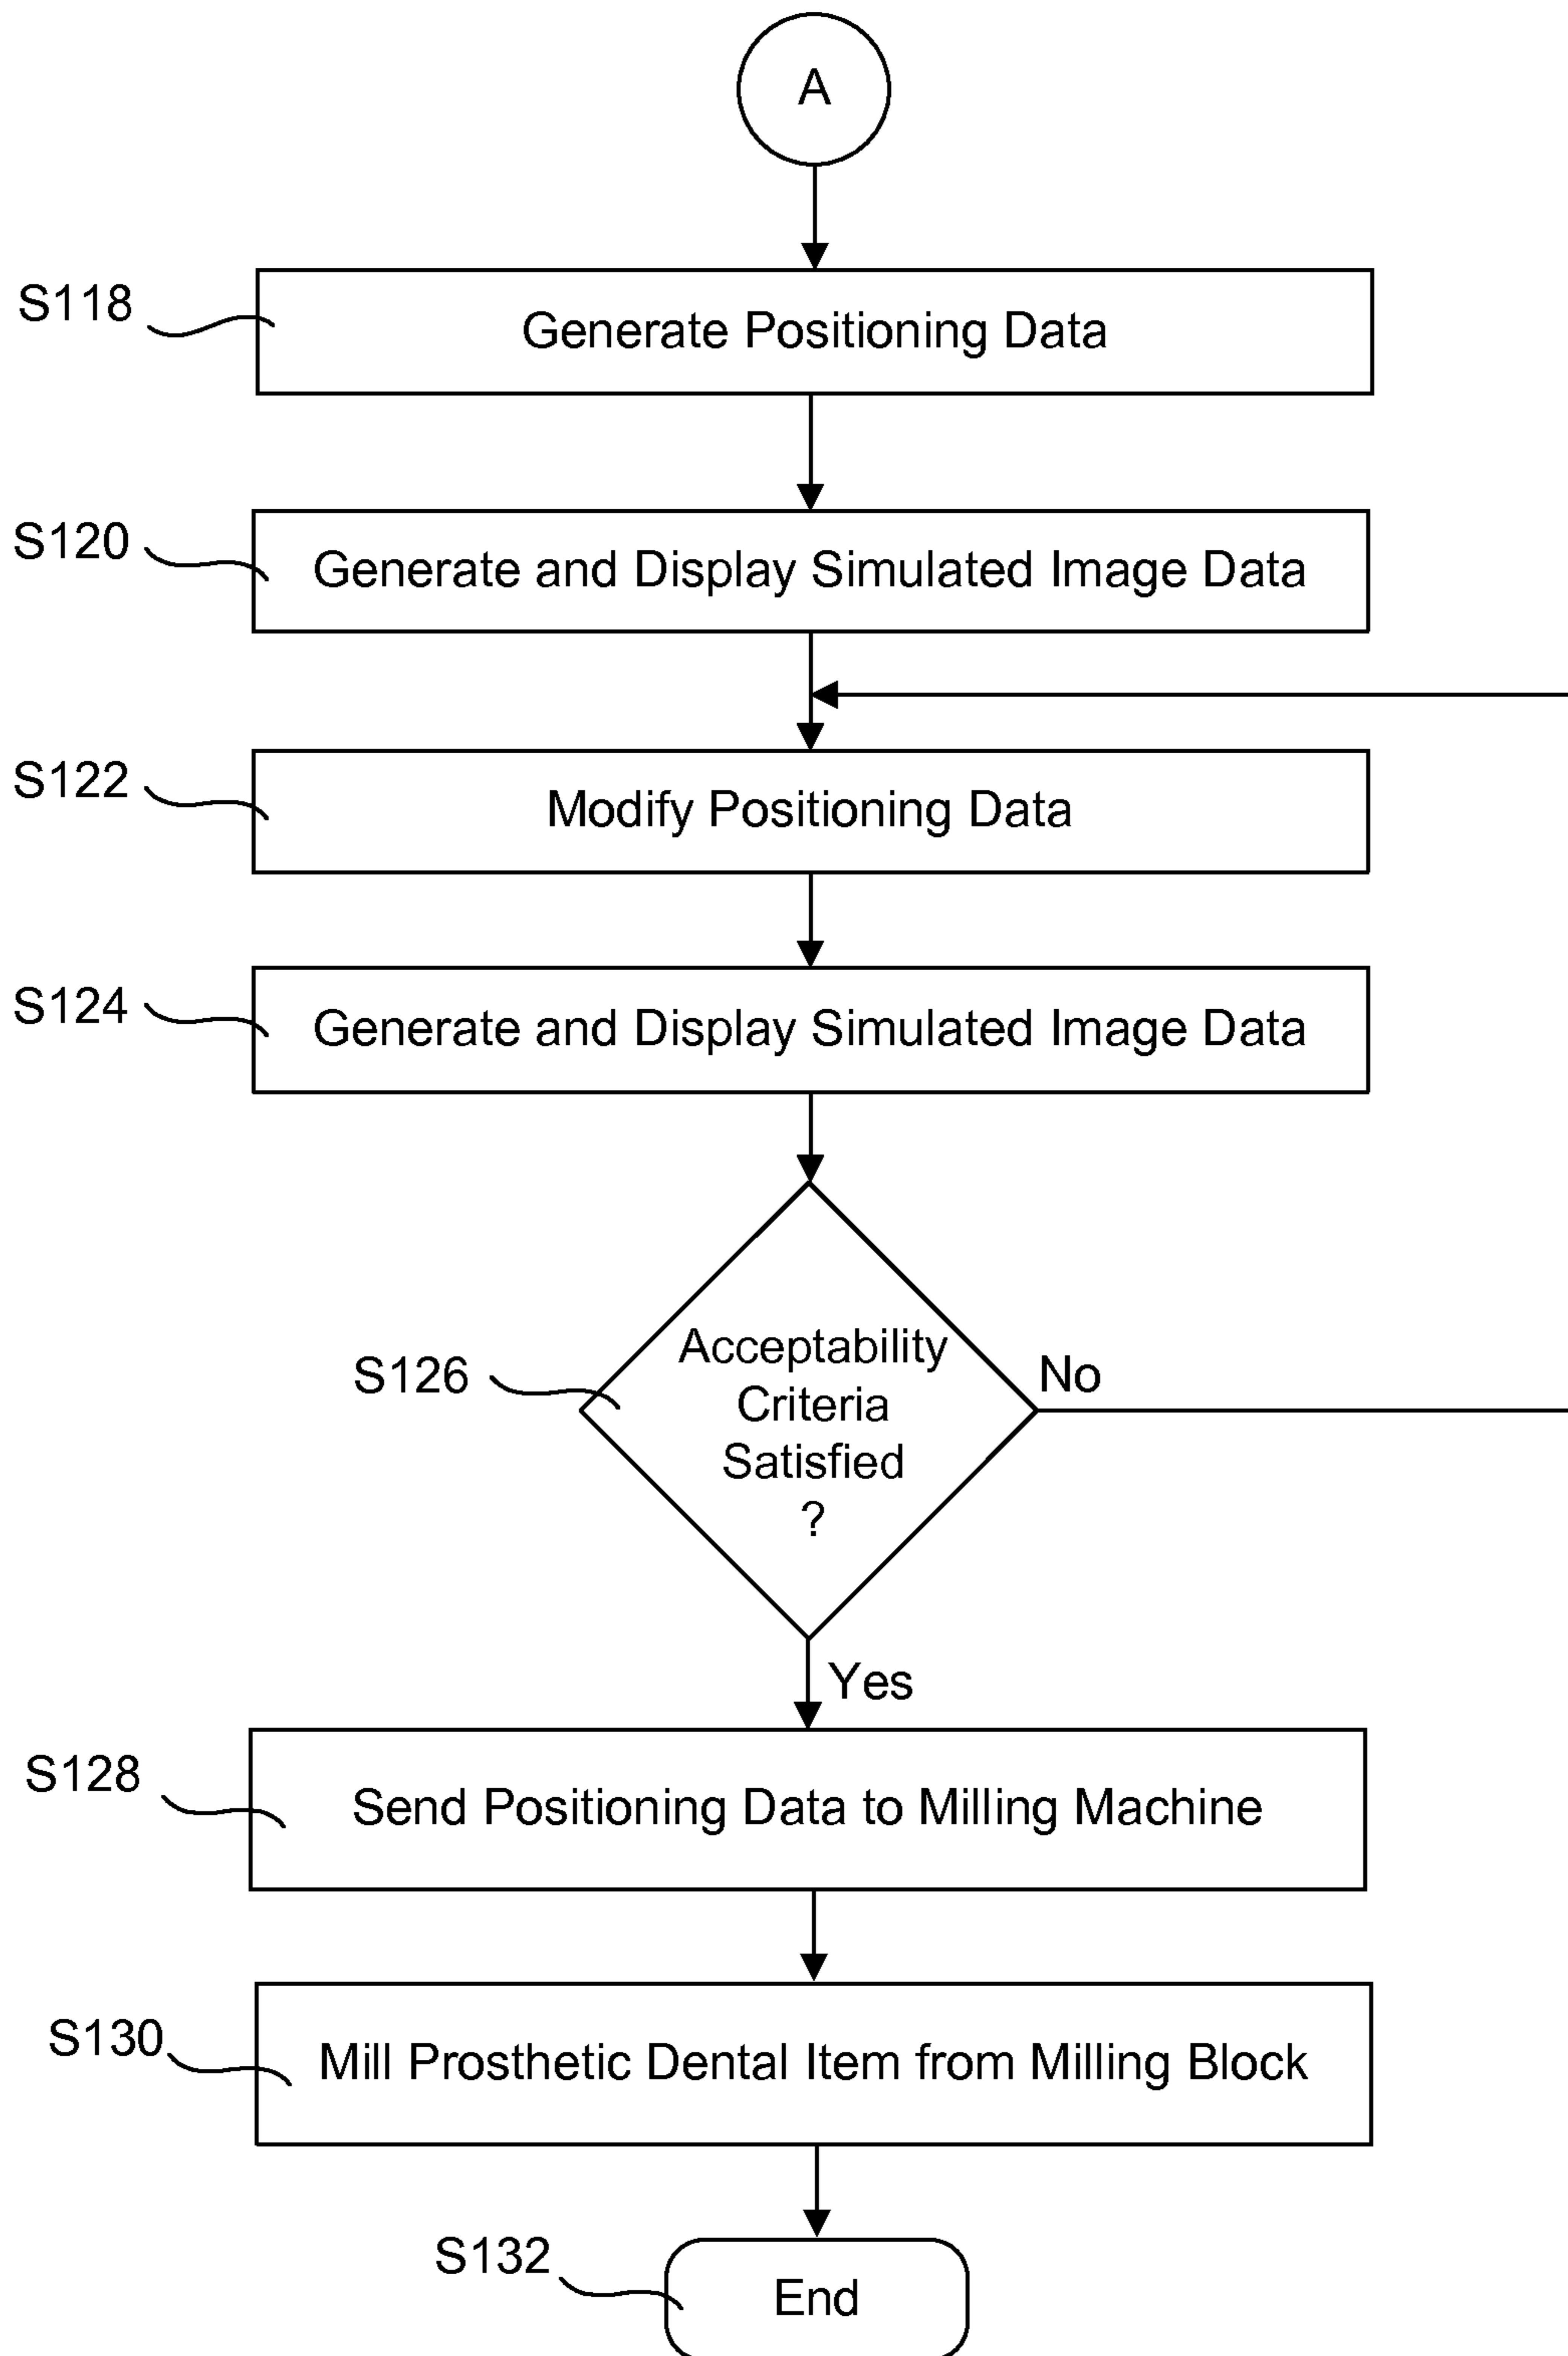 A
S118
Generate Positioning Data
S120
Generate and Display Simulated Image Data
S122
Modify Positioning Data
S124
Generate and Display Simulated Image Data
S126
Acceptability
Criteria
Satisfied
?
No
Yes
S128
Send Positioning Data to Milling Machine
S130
Mill Prosthetic Dental Item from Milling Block
S132
End